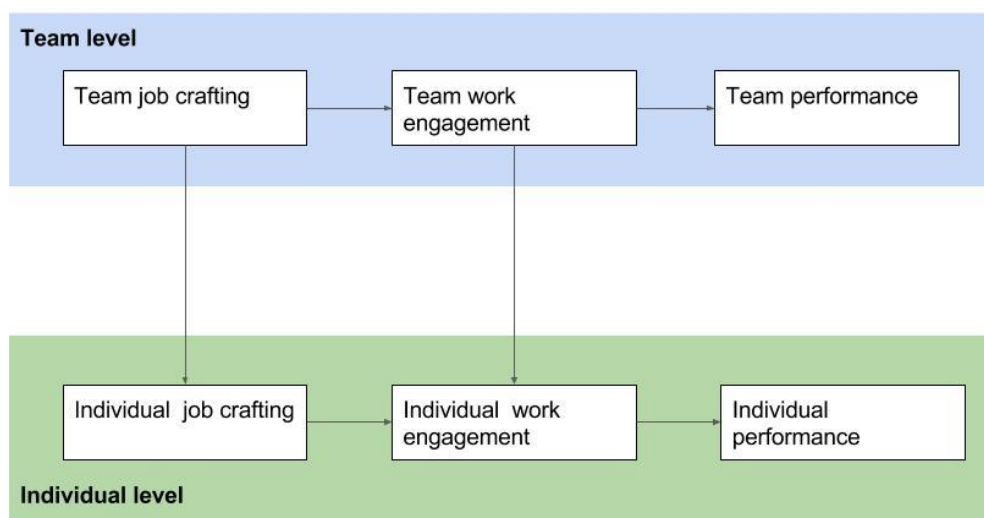 Team level
Team job crafting
Team work
engagement
Team performance
Individual  job crafting
Individual  work
engagement
Individual
performance
Individual level